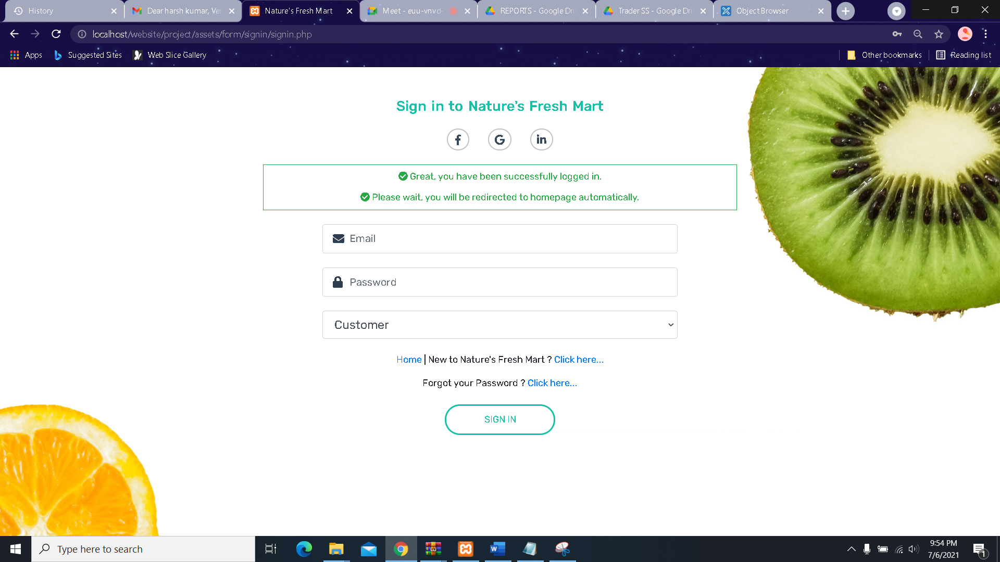 History
Dear harsh kumar, Ver
Nature's Fresh Mart
Meet - euu-vnvd-
REPORTS - Google Dri
Trader SS - Google Dri
Object Browser
localhost/website/project/assets/form/signin/signin.php
Apps
Suggested Sites
Web Slice Gallery
Other bookmarks
Reading list
Sign in to Nature's Fresh Mart
Great, you have been successfully logged in.
Please wait, you will be redirected to homepage automatically.
Email
Password
Customer
Home | New to Nature's Fresh Mart ? Click here...
Forgot your Password ? Click here...
SIGN IN
Type here to search
9:54 PM
7/6/2021
1